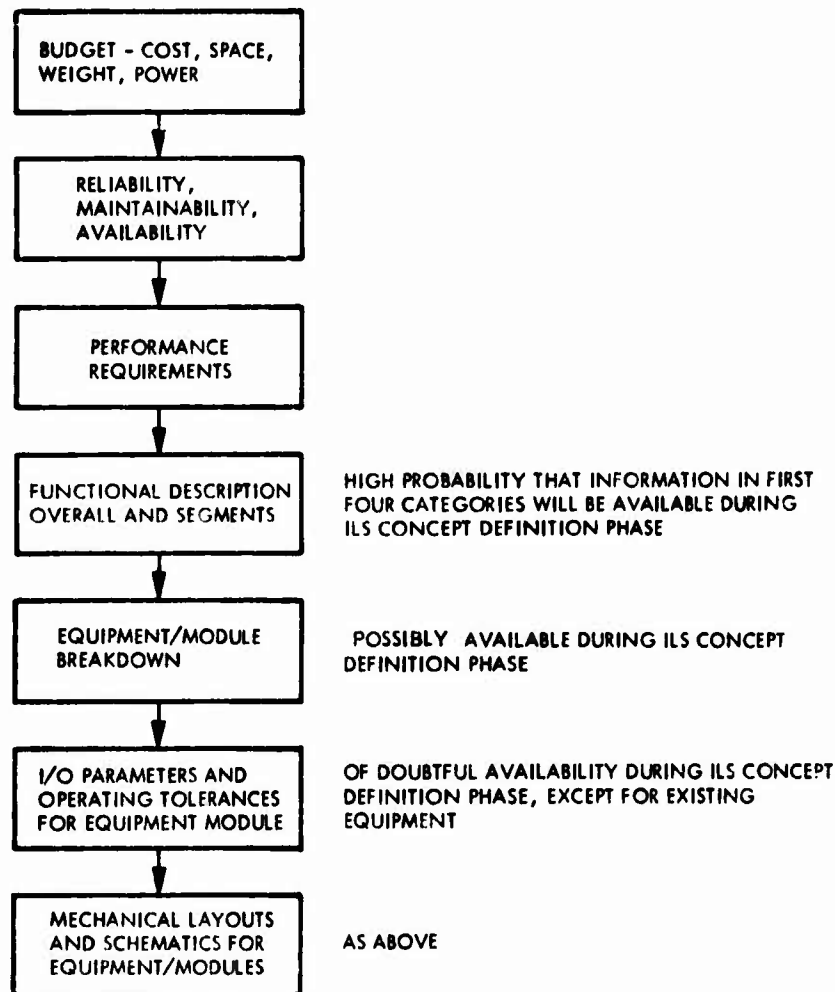 BUDGET - COST, SPACE,
WEIGHT, POWER
RELIABILITY,
MAINTAINABILITY,
AVAILABILITY
PERFORMANCE
REQUIREMENTS
FUNCTIONAL DESCRIPTION
OVERALL AND SEGMENTS
HIGH PROBABILITY THAT INFORMATION IN FIRST
FOUR CATEGORIES WILL BE AVAILABLE DURING
ILS CONCEPT DEFINITION PHASE
EQUIPMENT/MODULE
BREAKDOWN
POSSIBLY AVAILABLE DURING ILS CONCEPT
DEFINITION PHASE
I/O PARAMETERS AND
OPERATING TOLERANCES
FOR EQUIPMENT MODULE
OF DOUBTFUL AVAILABILITY DURING ILS CONCEPT
DEFINITION PHASE, EXCEPT FOR EXISTING
EQUIPMENT
MECHANICAL LAYOUTS
AND SCHEMATICS FOR
EQUIPMENT/MODULES
AS ABOVE